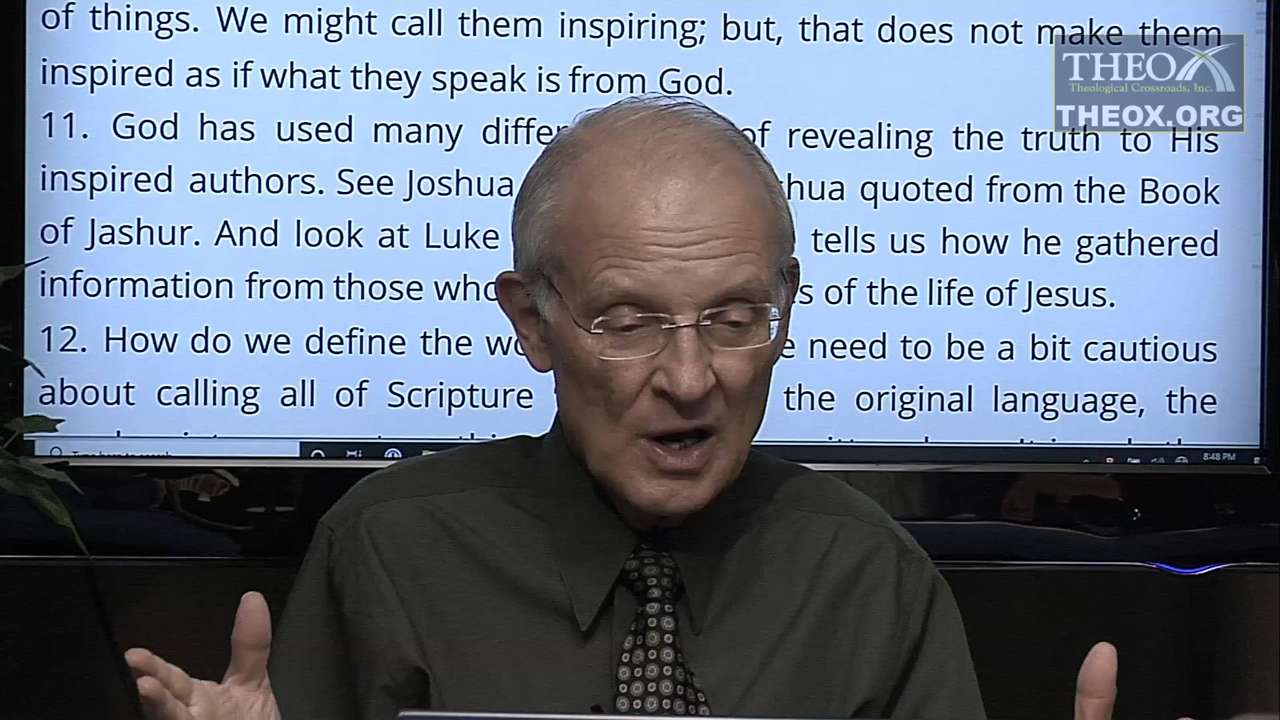 of things. We might call them inspiring; but, that does not make them
inspired as if what they speak is from God.
11. God has used many of revealing the truth to His
inspired authors. See Joshua quoted from the Book
of Jashur. And look at Luke tells us how he gathered
information from those of the life of Jesus.
12. How do we define the need to be a bit cautious
about calling all of Scripture the original language, the
8:48 PM
THEOX
Theological Crossroads, Inc.
THEOX.ORG